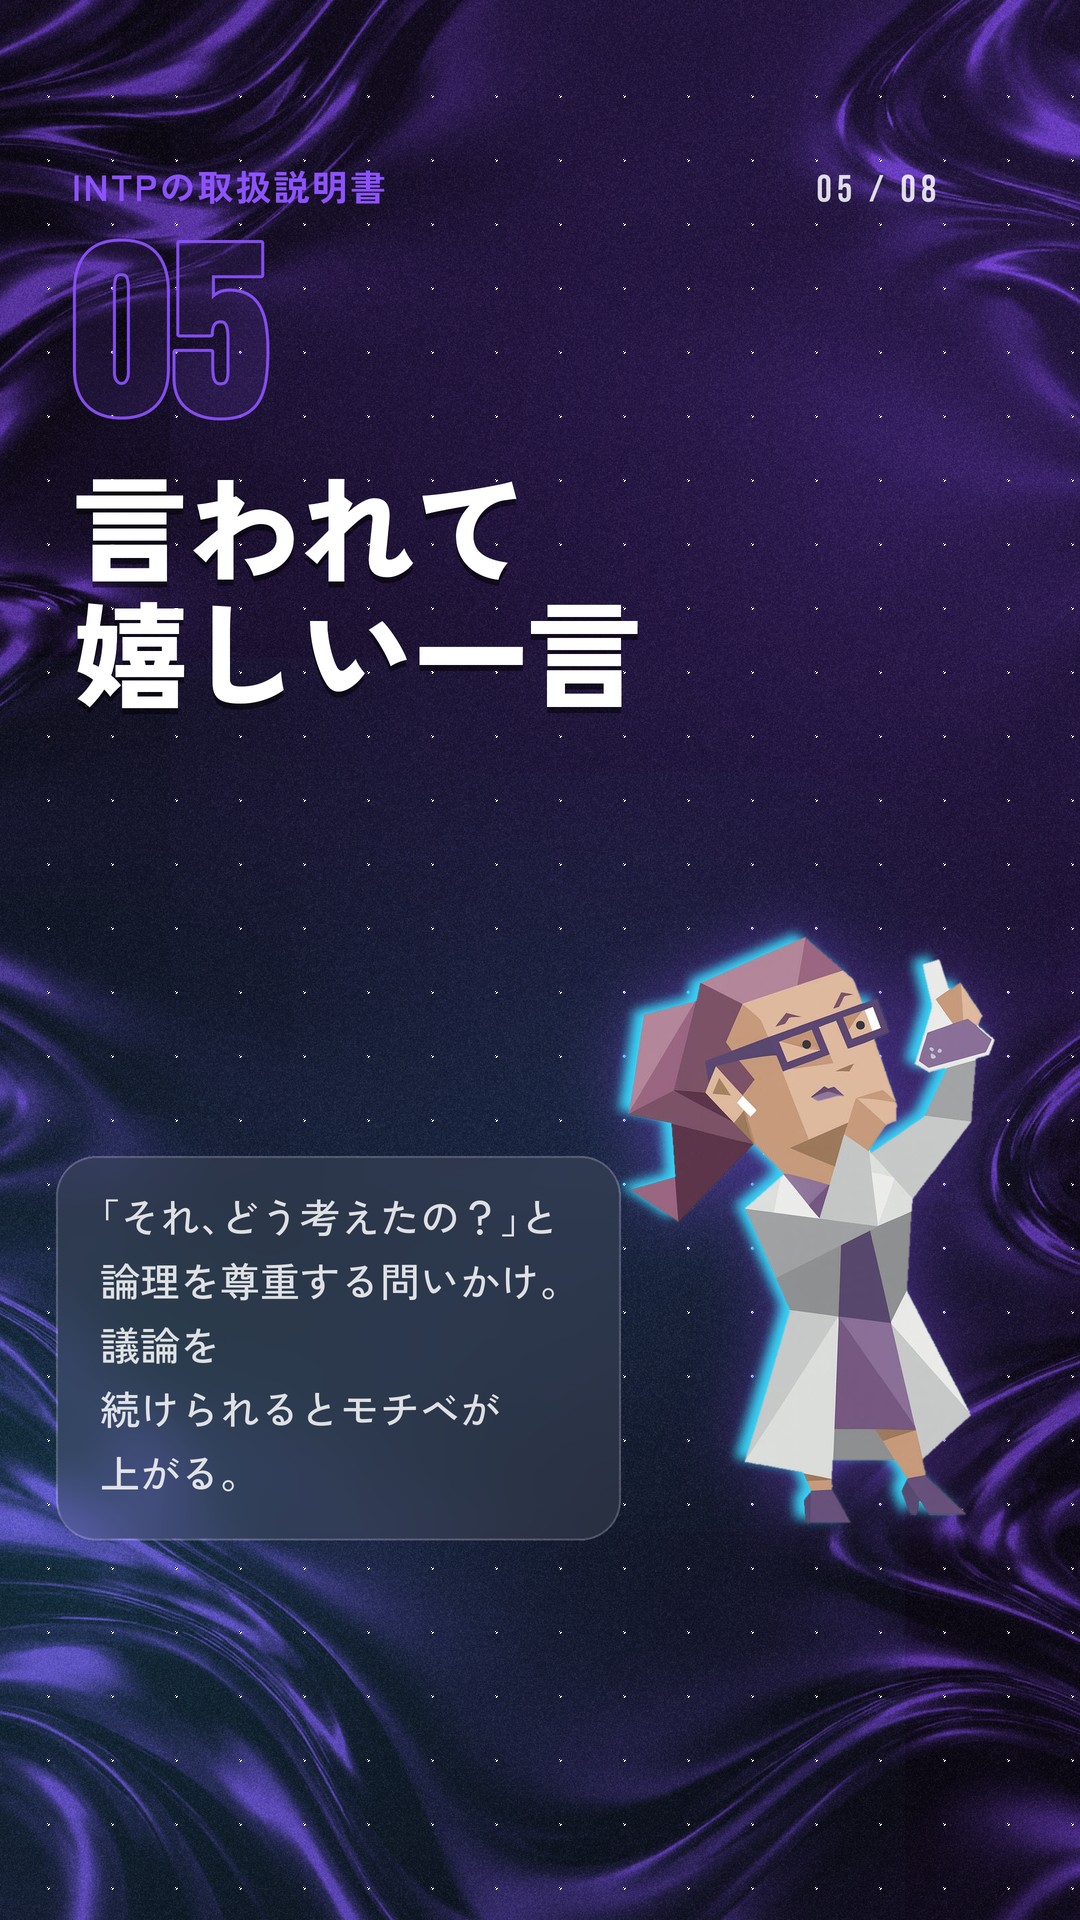 INTPの取扱説明書
05 / 08
05
言われて
嬉しい一言
「それ、どう考えたの？」と
論理を尊重する問いかけ。
議論を
続けられるとモチベが
上がる。